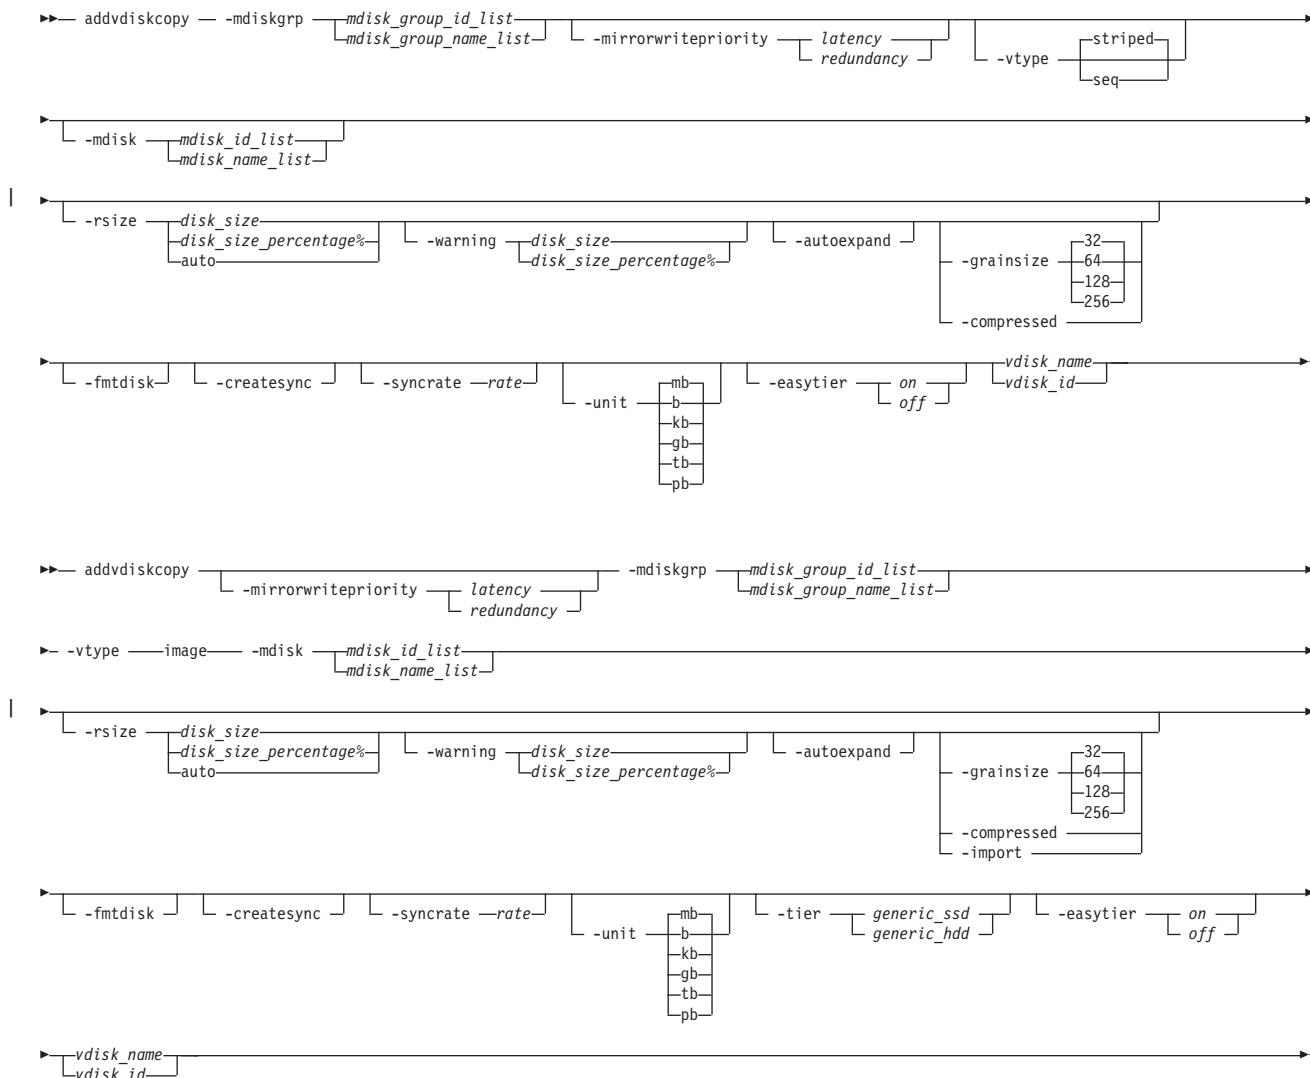 addvdiskcopy -mdiskgrp mdisk_group_id_list
mdisk_group_name_list
-mirrorwritepriority latency
redundancy
-vtype striped
seq
-mdisk mdisk_id_list
mdisk_name_list
|
-rsize disk_size
disk_size_percentage%
auto
-warning disk_size
disk_size_percentage%
-autoexpand
-grainsize 32
64
128
256
-compressed
-fmtdisk
-createsync
-syncrate rate
-unit mb
b
kb
gb
tb
pb
-easytier on
off
vdisk_name
vdisk_id
addvdiskcopy
-mirrorwritepriority latency
redundancy
-mdiskgrp mdisk_group_id_list
mdisk_group_name_list
-vtype image -mdisk mdisk_id_list
mdisk_name_list
|
-rsize disk_size
disk_size_percentage%
auto
-warning disk_size
disk_size_percentage%
-autoexpand
-grainsize 32
64
128
256
-compressed
-import
-fmtdisk
-createsync
-syncrate rate
-unit mb
b
kb
gb
tb
pb
-tier generic_ssd
generic_hdd
-easytier on
off
vdisk_name
vdisk_id